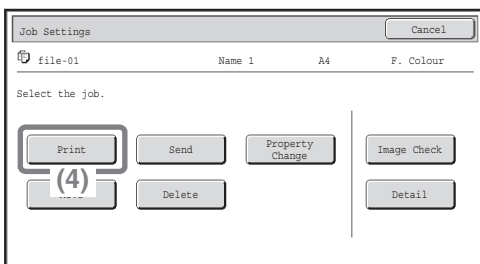 Job Settings Cancel
file-01 Name 1 A4 F. Colour
Select the job.
Print Send Property Change Image Check
(4)
Delete Detail